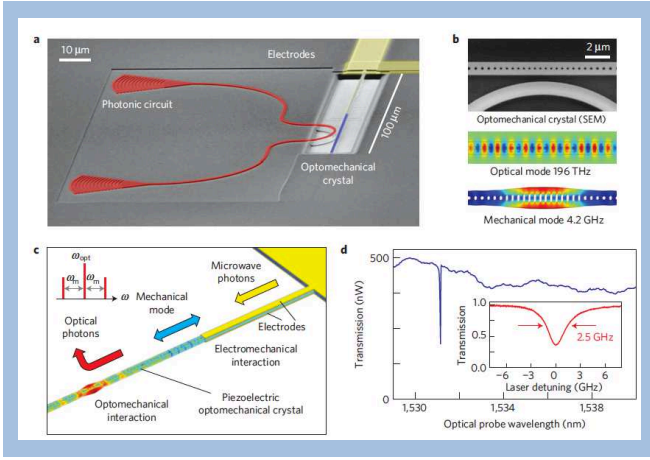 a
10 μm
Electrodes
Photonic circuit
100 μm
Optomechanical
crystal
b
2 μm
Optomechanical crystal (SEM)
Optical mode 196 THz
Mechanical mode 4.2 GHz
c
ωopt
ωm ωm
ω
Optical
photons
Mechanical
mode
Microwave
photons
Electrodes
Electromechanical
interaction
Piezoelectric
optomechanical crystal
Optomechanical
interaction
d
500
0
Transmission (nW)
1,530 1,534 1,538
Optical probe wavelength (nm)
1.0
0.5
0.0
Transmission
2.5 GHz
−6 −3 0 3 6
Laser detuning (GHz)